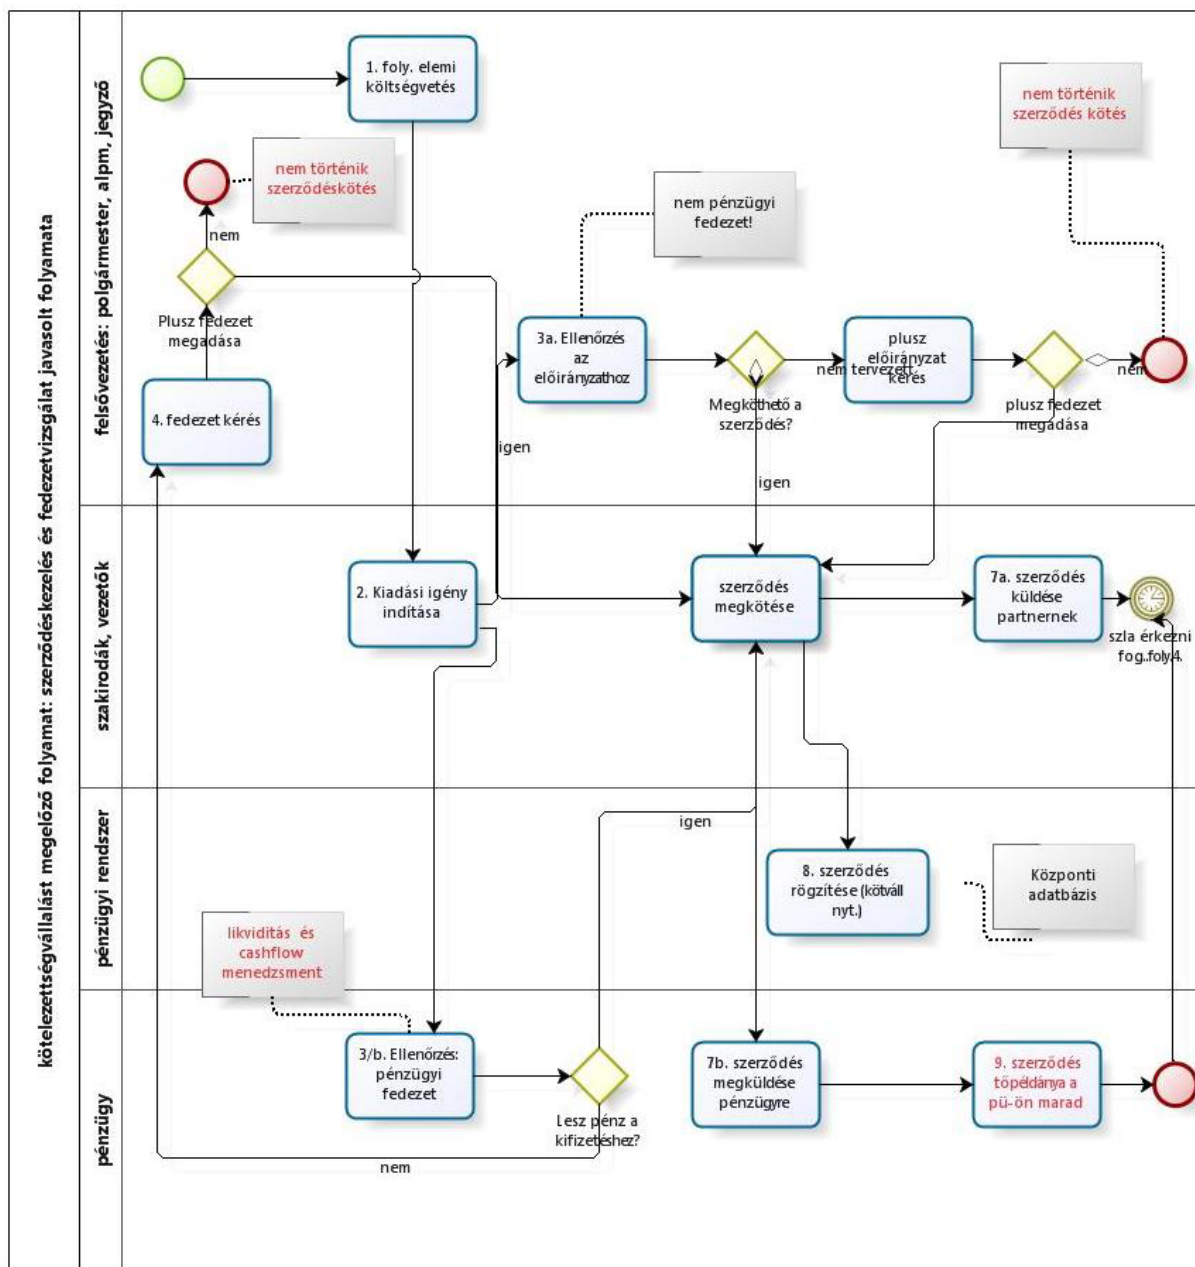 kötelezettségvállalást megelőző folyamat: szerződéskezelés és fedezetvizsgálat javasolt folyamata
felsővezetés: polgármester, alpm, jegyző
1. foly. elemi
költségvetés
nem történik
szerződés kötés
nem történik
szerződéskötés
nem
nem pénzügyi
fedezet!
Plusz fedezet
megadása
3a. Ellenőrzés
az
előirányzathoz
plusz
előirányzat
kérés
nem tervezett
nem
Megköthető a
szerződés?
plusz fedezet
megadása
4. fedezet kérés
igen
igen
szakirodák, vezetők
2. Kiadási igény
indítása
szerződés
megkötése
7a. szerződés
küldése
partnernek
szla érkezni
fog..foly.4.
pénzügyi rendszer
igen
8. szerződés
rögzítése (kötváll
nyt.)
Központi
adatbázis
likviditás és
cashflow
menedzsment
pénzügy
3/b. Ellenőrzés:
pénzügyi
fedezet
Lesz pénz a
kifizetéshez?
nem
7b. szerződés
megküldése
pénzügyre
9. szerződés
tőpéldánya a
pü-ön marad